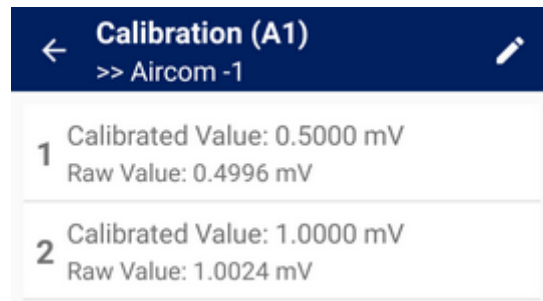 Calibration (A1)
>> Aircom -1
1
Calibrated Value: 0.5000 mV
Raw Value: 0.4996 mV
2
Calibrated Value: 1.0000 mV
Raw Value: 1.0024 mV